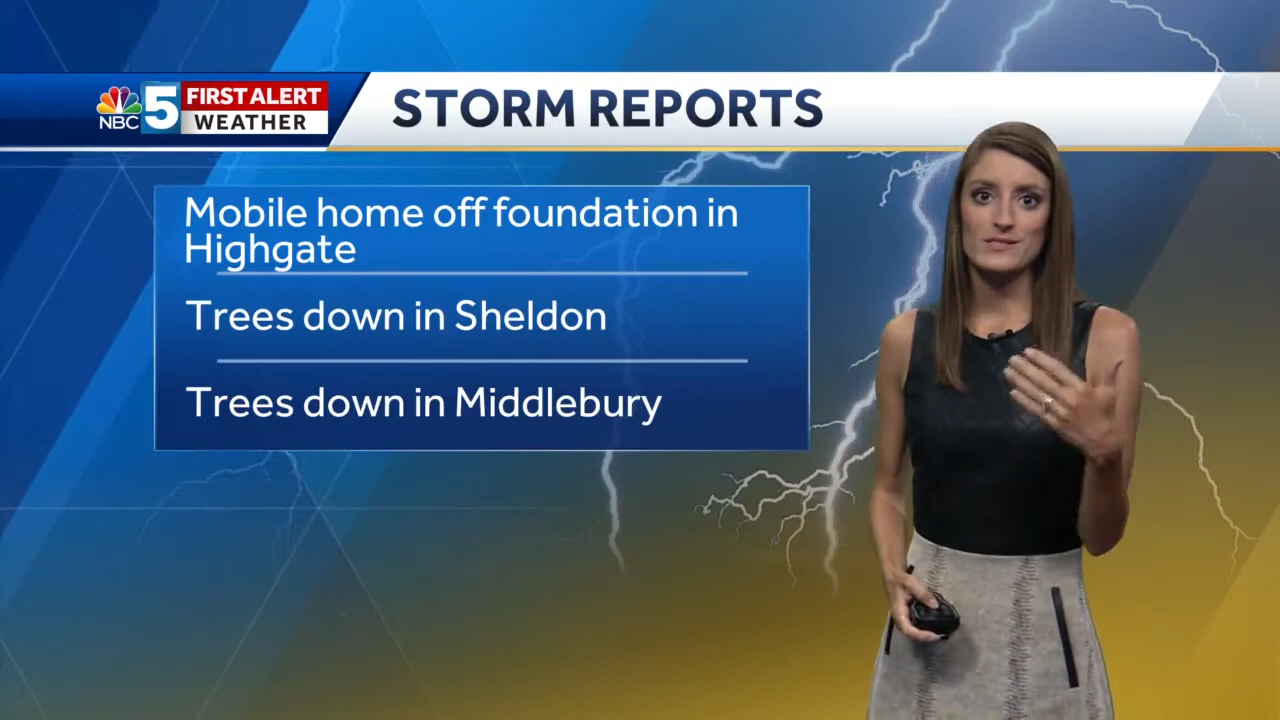 NBC 5 FIRST ALERT
WEATHER
STORM REPORTS
Mobile home off foundation in
Highgate
Trees down in Sheldon
Trees down in Middlebury